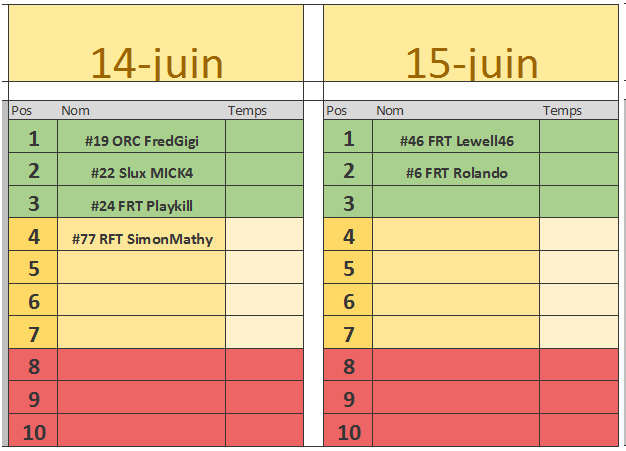 14-juin 15-juin
Pos Nom Temps Pos Nom Temps
1 #19 ORC FredGigi 1 #46 FRT Lewell46
2 #22 Slux MICK4 2 #6 FRT Rolando
3 #24 FRT Playkill 3
4 #77 RFT SimonMathy 4
5 5
6 6
7 7
8 8
9 9
10 10